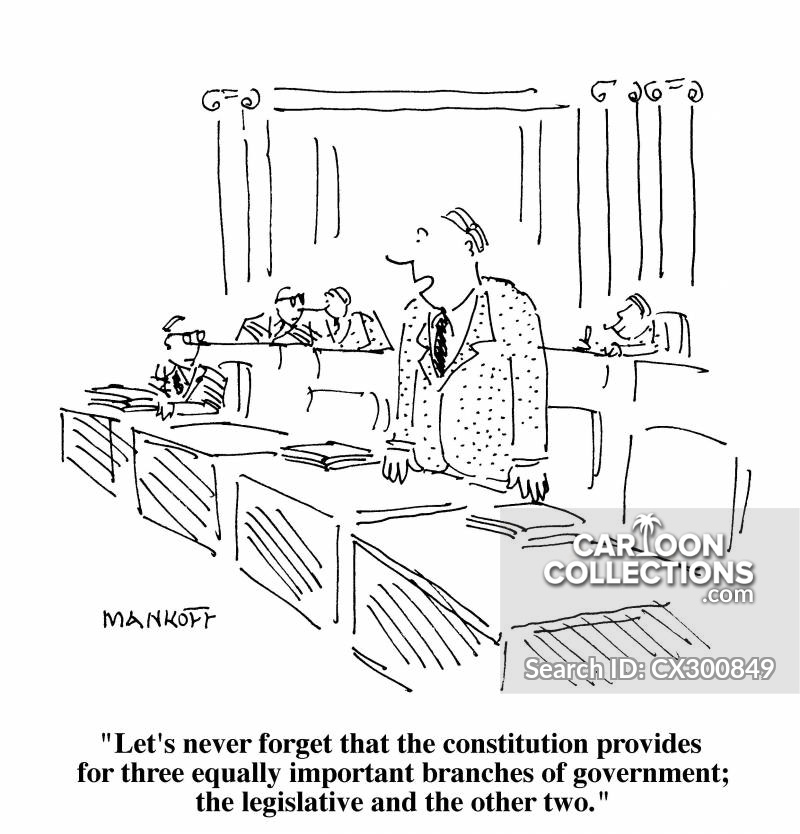 CARTOON
COLLECTIONS
.com
MANKOFF
Search ID: CX300849
"Let's never forget that the constitution provides
for three equally important branches of government;
the legislative and the other two."